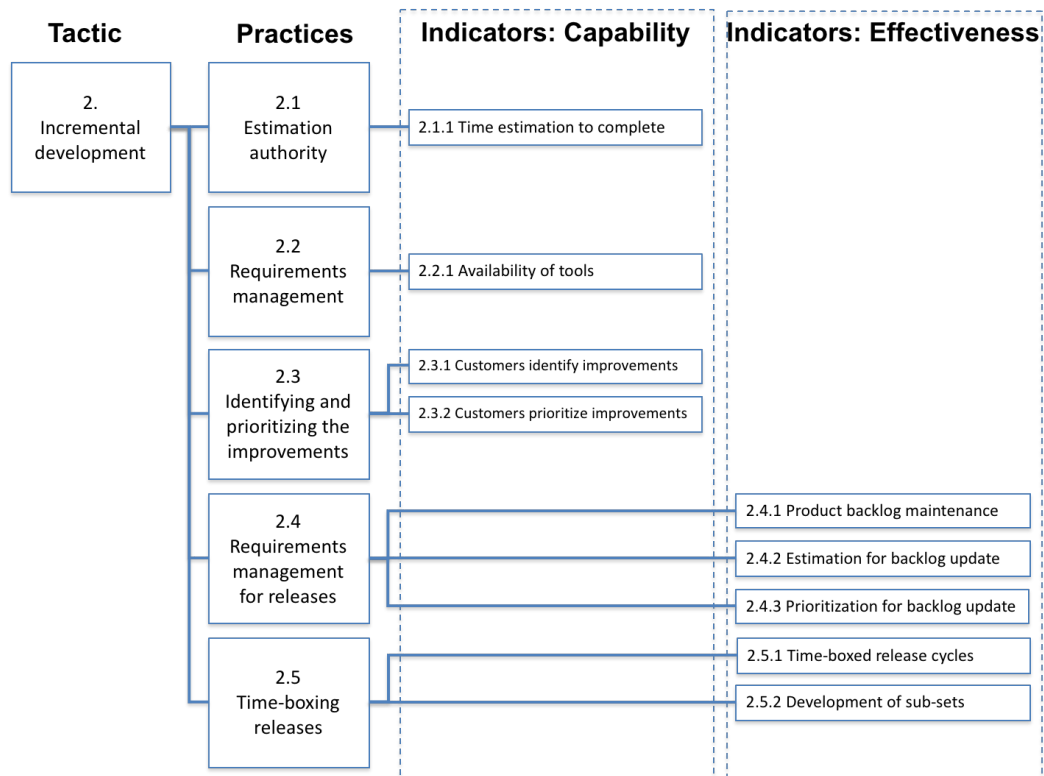 Tactic
Practices
Indicators: Capability
Indicators: Effectiveness
2.
Incremental
development
2.1
Estimation
authority
2.1.1 Time estimation to complete
2.2
Requirements
management
2.2.1 Availability of tools
2.3
Identifying and
prioritizing the
improvements
2.3.1 Customers identify improvements
2.3.2 Customers prioritize improvements
2.4
Requirements
management
for releases
2.4.1 Product backlog maintenance
2.4.2 Estimation for backlog update
2.4.3 Prioritization for backlog update
2.5
Time-boxing
releases
2.5.1 Time-boxed release cycles
2.5.2 Development of sub-sets